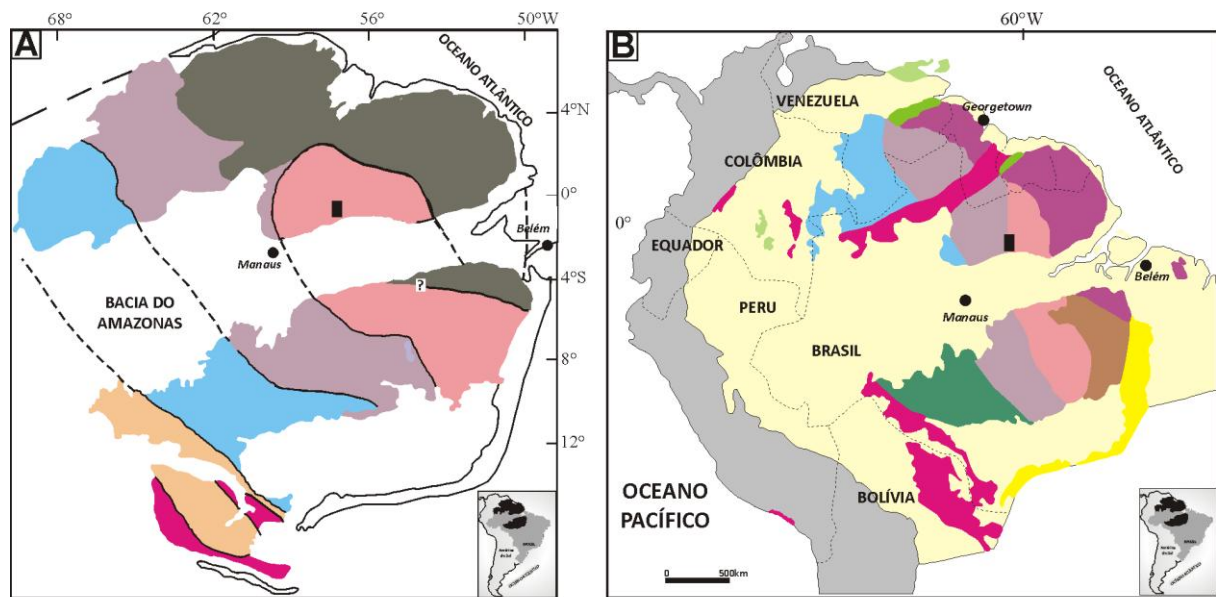 68°
62°
56°
50°W
A
OCEANO ATLÂNTICO
4°N
0°
Belém
Manaus
4°S
?
BACIA DO
AMAZONAS
8°
12°
60°W
B
OCEANO ATLÂNTICO
VENEZUELA
Georgetown
COLÔMBIA
0°
EQUADOR
Belém
Manaus
PERU
BRASIL
BOLÍVIA
OCEANO
PACÍFICO
0 500km